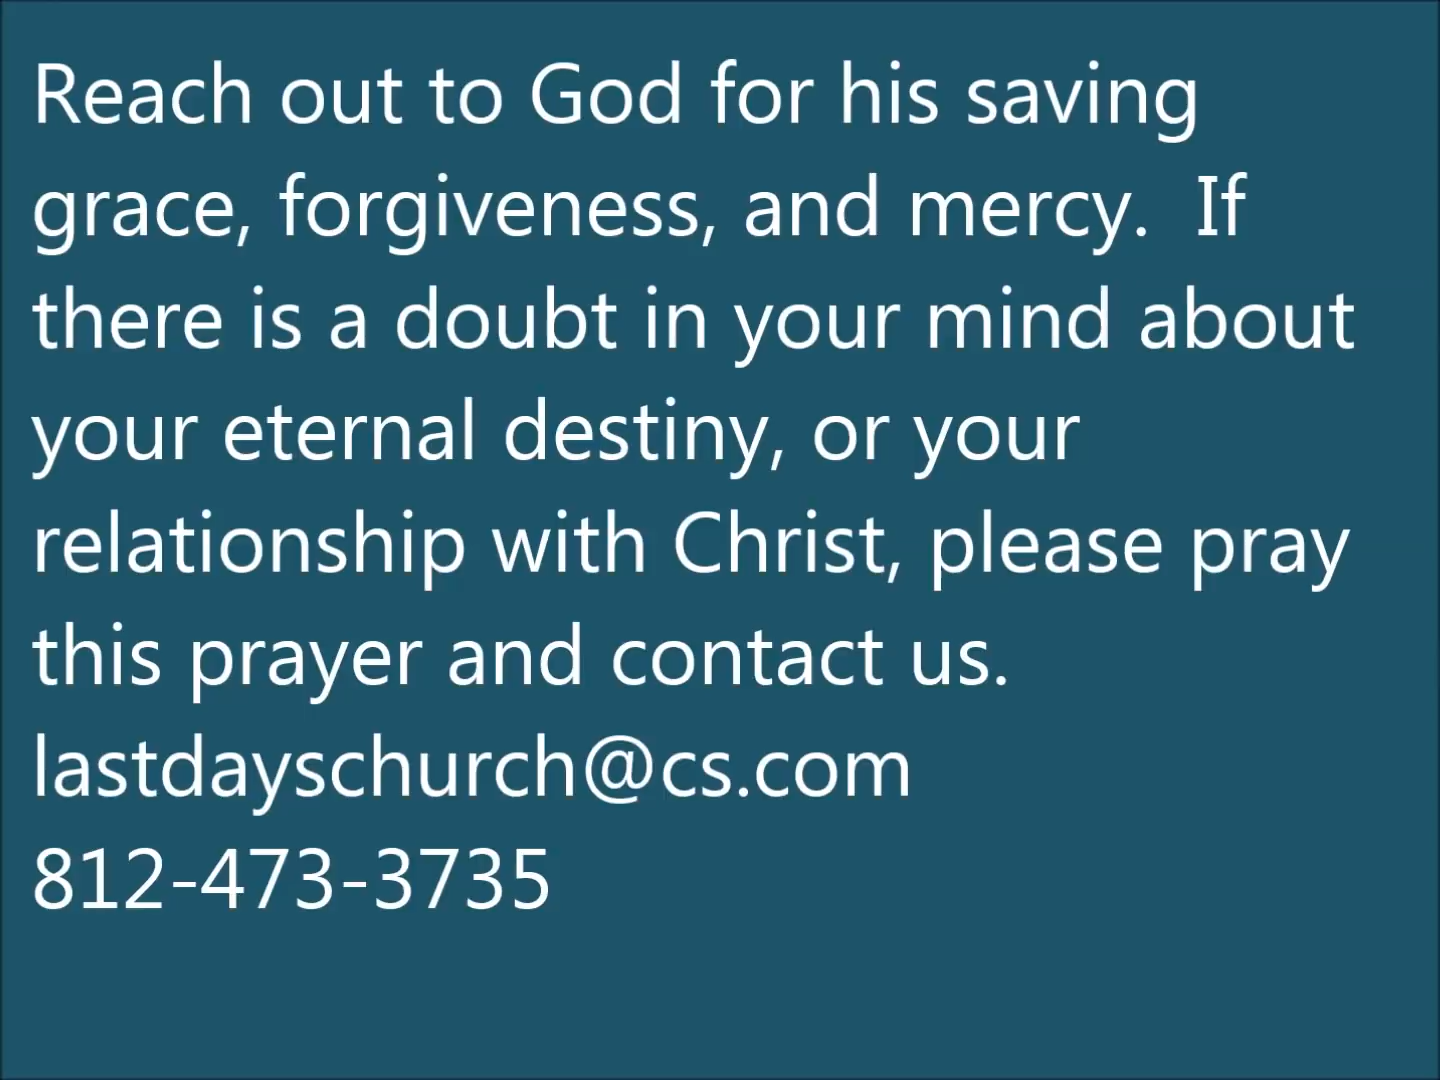 Reach out to God for his saving
grace, forgiveness, and mercy.  If
there is a doubt in your mind about
your eternal destiny, or your
relationship with Christ, please pray
this prayer and contact us.
lastdayschurch@cs.com
812-473-3735